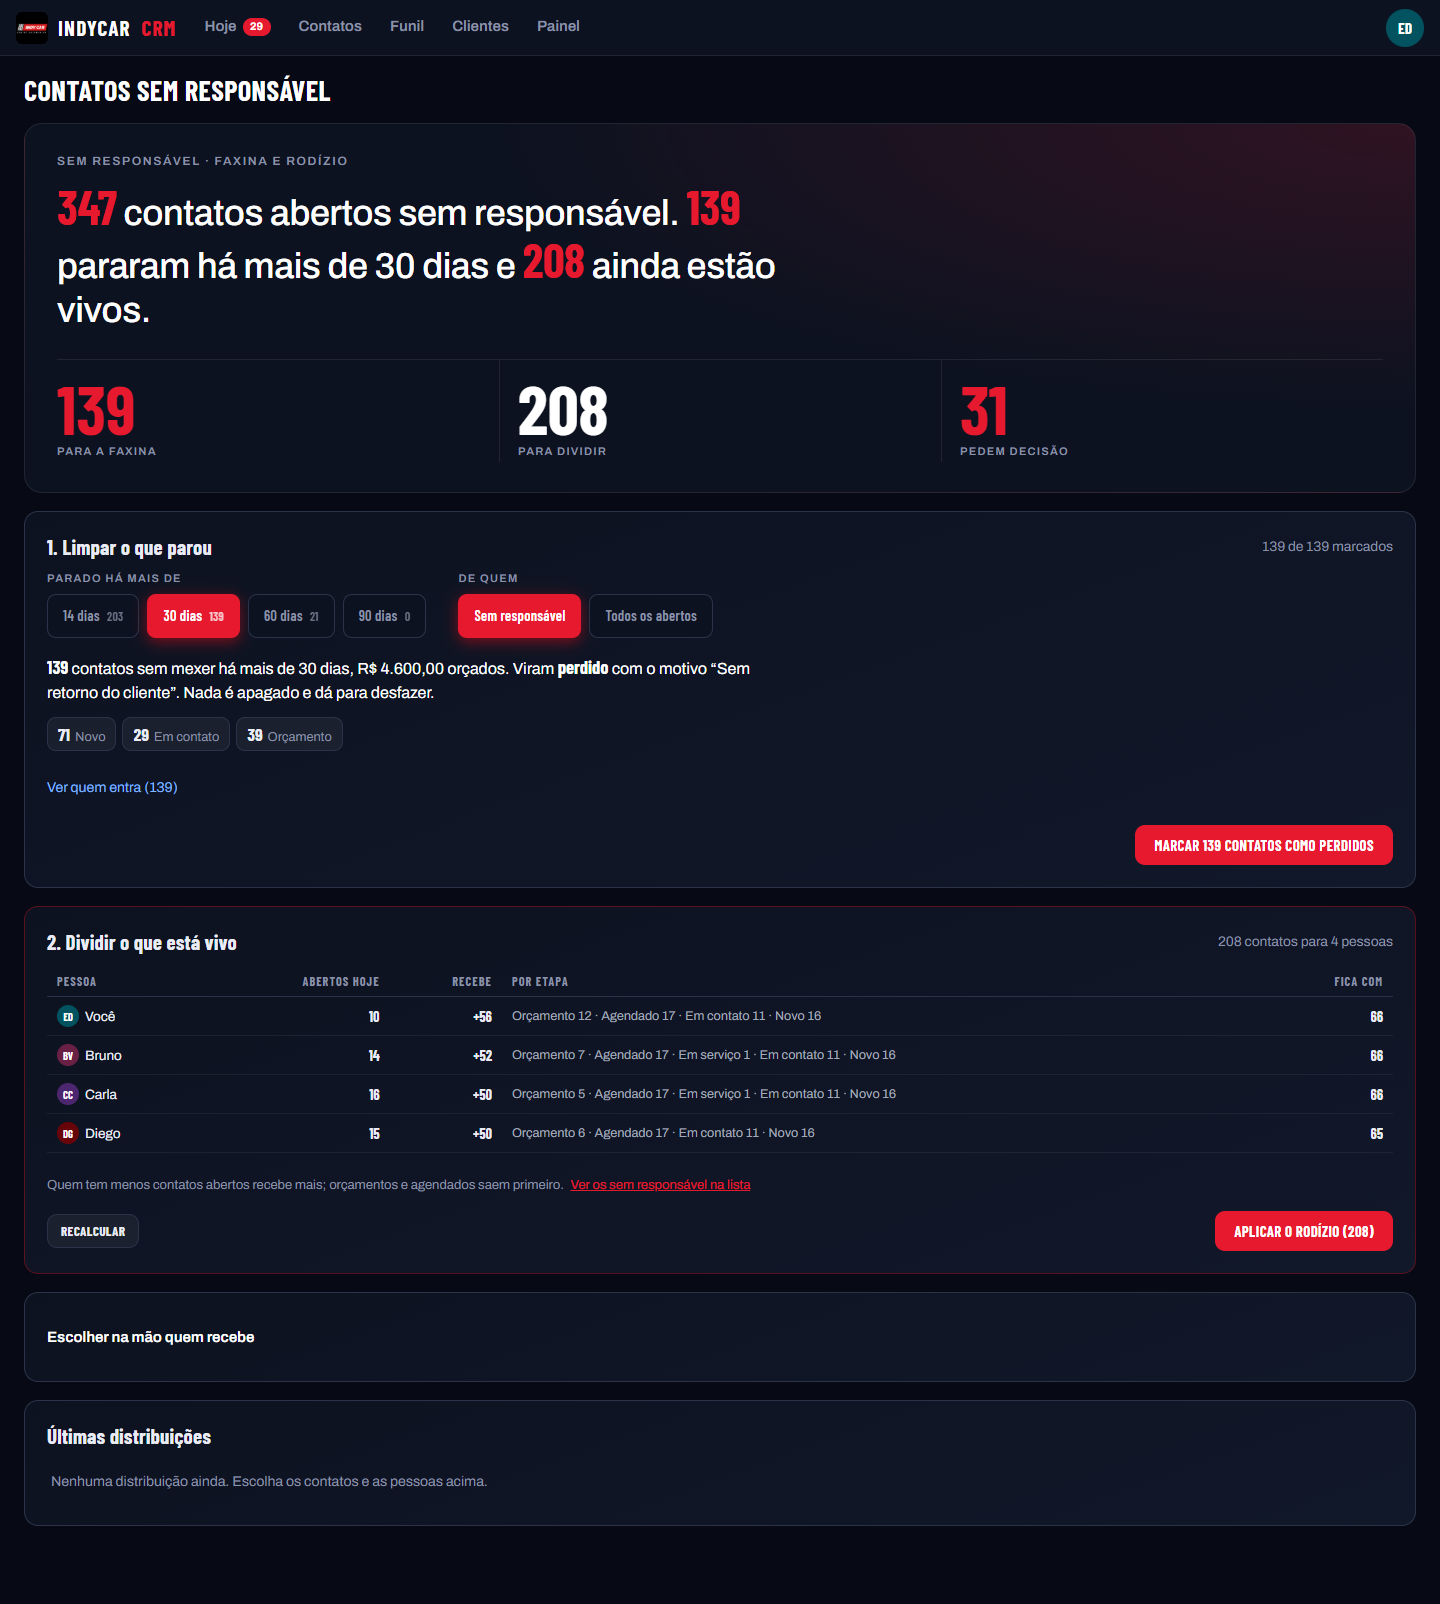 INDYCAR CRM Hoje 29 Contatos Funil Clientes Painel ED
CONTATOS SEM RESPONSÁVEL
SEM RESPONSÁVEL · FAXINA E RODÍZIO
347 contatos abertos sem responsável. 139
pararam há mais de 30 dias e 208 ainda estão
vivos.
139 208 31
PARA A FAXINA PARA DIVIDIR PEDEM DECISÃO
1. Limpar o que parou 139 de 139 marcados
PARADO HÁ MAIS DE DE QUEM
14 dias 203 30 dias 139 60 dias 21 90 dias 0 Sem responsável Todos os abertos
139 contatos sem mexer há mais de 30 dias, R$ 4.600,00 orçados. Viram perdido com o motivo “Sem
retorno do cliente”. Nada é apagado e dá para desfazer.
71 Novo 29 Em contato 39 Orçamento
Ver quem entra (139)
MARCAR 139 CONTATOS COMO PERDIDOS
2. Dividir o que está vivo 208 contatos para 4 pessoas
PESSOA ABERTOS HOJE RECEBE POR ETAPA FICA COM
ED Você 10 +56 Orçamento 12 · Agendado 17 · Em contato 11 · Novo 16 66
BV Bruno 14 +52 Orçamento 7 · Agendado 17 · Em serviço 1 · Em contato 11 · Novo 16 66
CC Carla 16 +50 Orçamento 5 · Agendado 17 · Em serviço 1 · Em contato 11 · Novo 16 66
DG Diego 15 +50 Orçamento 6 · Agendado 17 · Em contato 11 · Novo 16 65
Quem tem menos contatos abertos recebe mais; orçamentos e agendados saem primeiro. Ver os sem responsável na lista
RECALCULAR APLICAR O RODÍZIO (208)
Escolher na mão quem recebe
Últimas distribuições
Nenhuma distribuição ainda. Escolha os contatos e as pessoas acima.